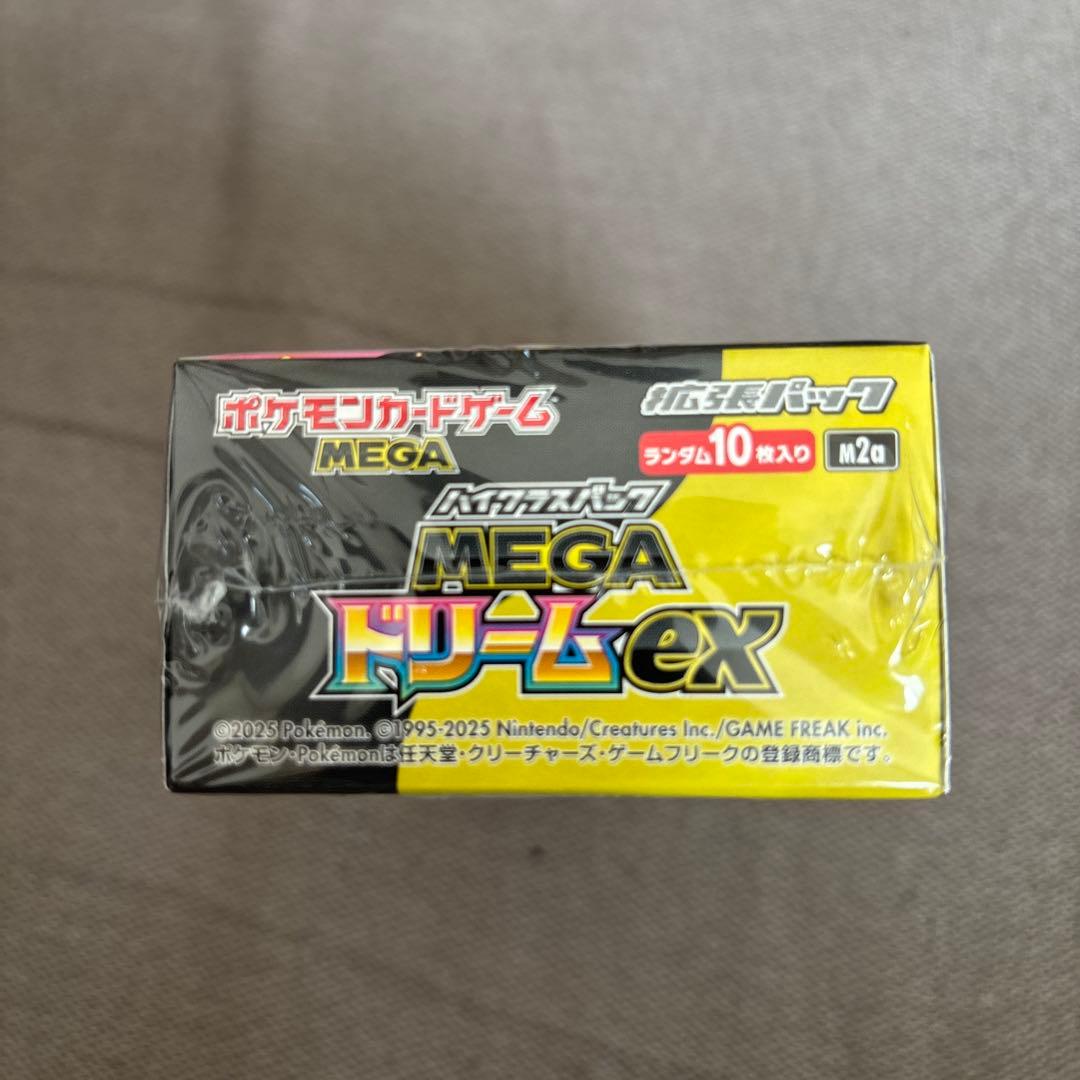 ポケモンカードゲーム
MEGA
拡張パック
ランダム10枚入り
M2a
ハイクラスパック
MEGA
ドリームex
©2025 Pokémon. ©1995-2025 Nintendo/Creatures Inc./GAME FREAK inc.
ポケモン・Pokémonは任天堂・クリーチャーズ・ゲームフリークの登録商標です。